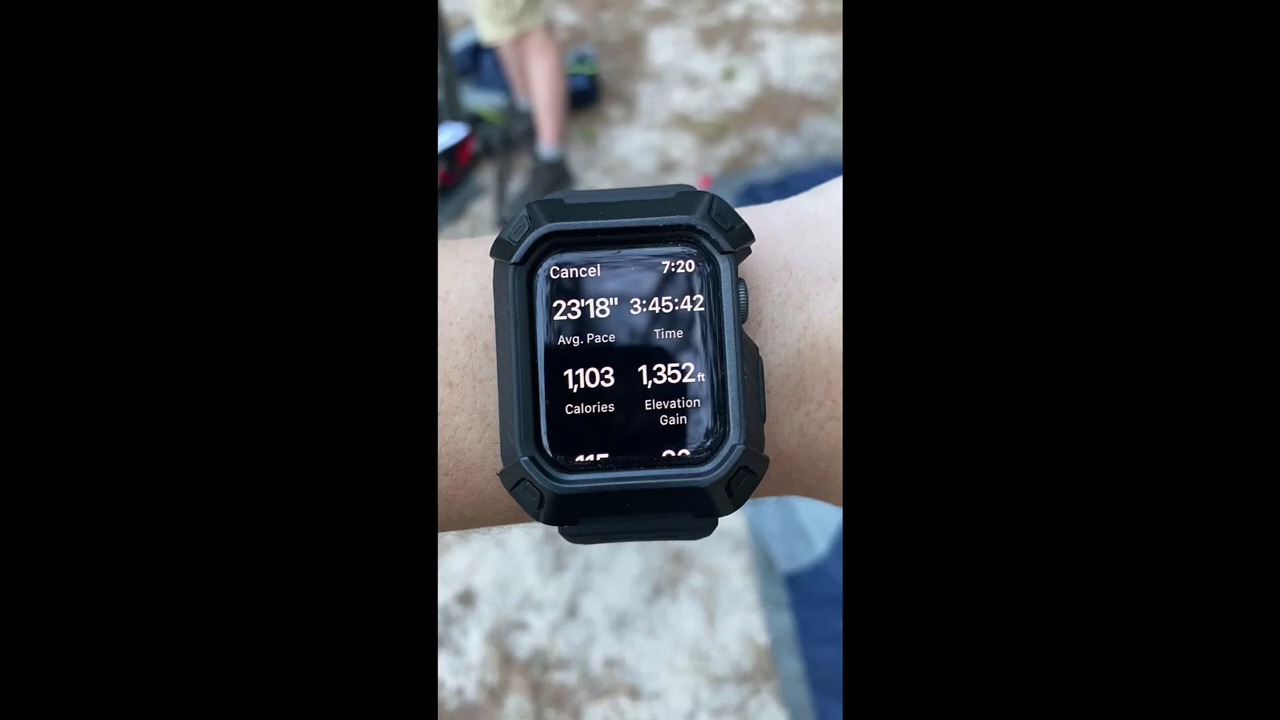 Cancel 7:20
23'18" 3:45:42
Avg. Pace Time
1,103 1,352ft
Calories Elevation
Gain